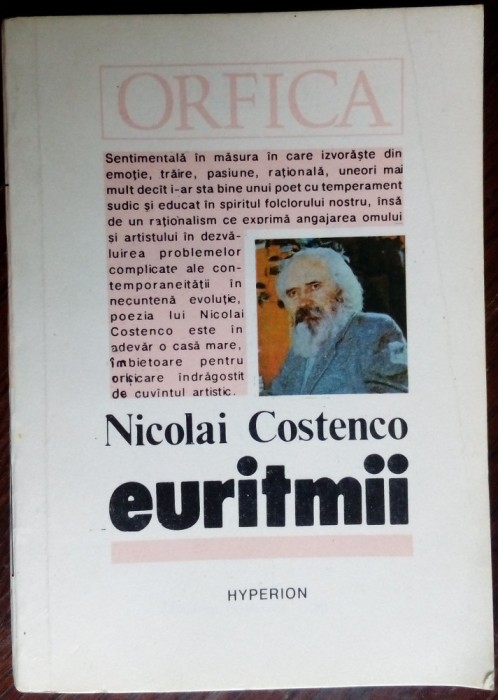 ORFICA
Sentimentală în măsura în care izvorăște din
emoție, trăire, pasiune, rațională, uneori mai
mult decît i-ar sta bine unui poet cu temperament
sudic și educat în spiritul folclorului nostru, însă
de un raționalism ce exprimă angajarea omului
și artistului în dezvă-
luirea problemelor
complicate ale con-
temporaneității în
necuntenă evoluție,
poezia lui Nicolai
Costenco este în
adevăr o casă mare,
îmbietoare pentru
orișicare îndrăgostit
de cuvîntul artistic.
Nicolai Costenco
euritmii
HYPERION